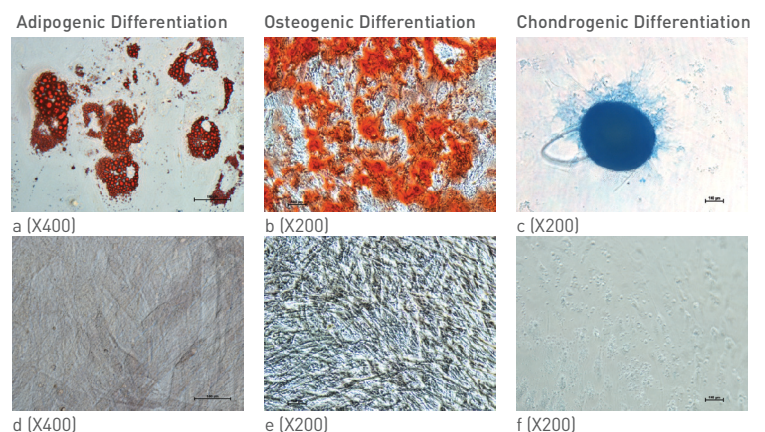 Adipogenic Differentiation
Osteogenic Differentiation
Chondrogenic Differentiation
a (X400)
b (X200)
c (X200)
d (X400)
e (X200)
f (X200)